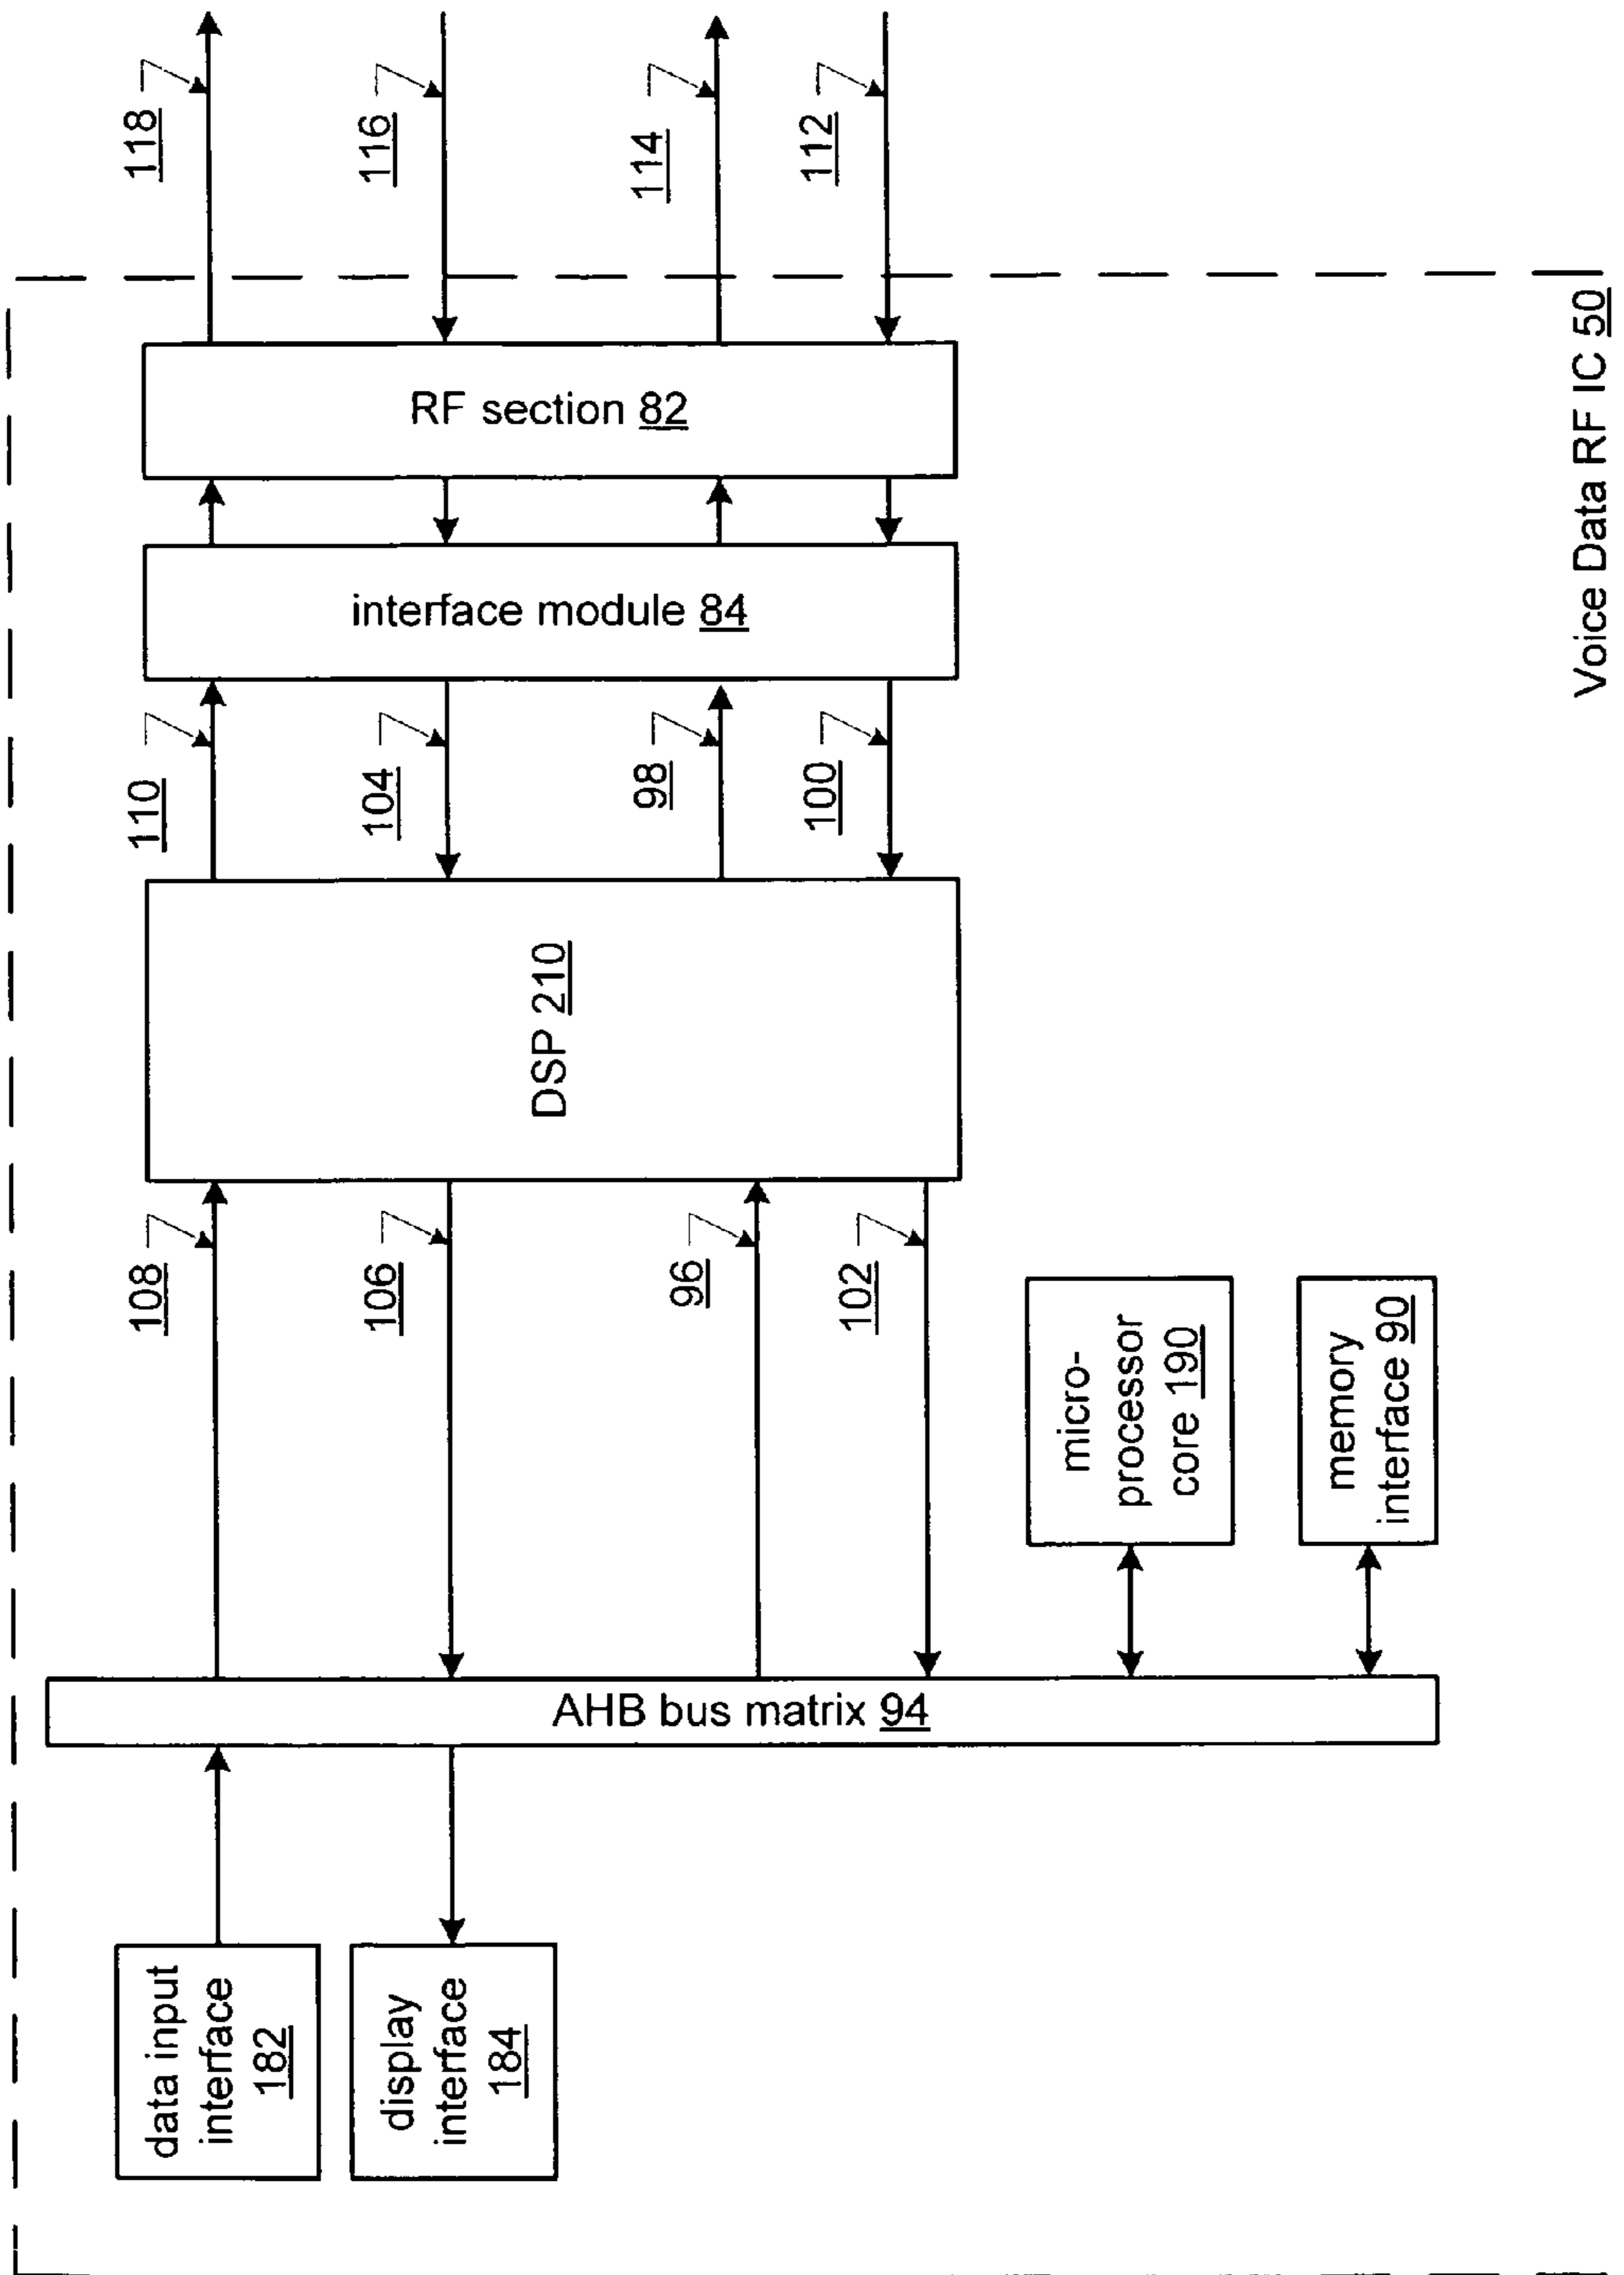 118
116
114
112
RF section 82
interface module 84
110
104
98
100
DSP 210
108
106
96
102
micro-
processor
core 190
memory
interface 90
AHB bus matrix 94
data input
interface
182
display
interface
184
Voice Data RF IC 50